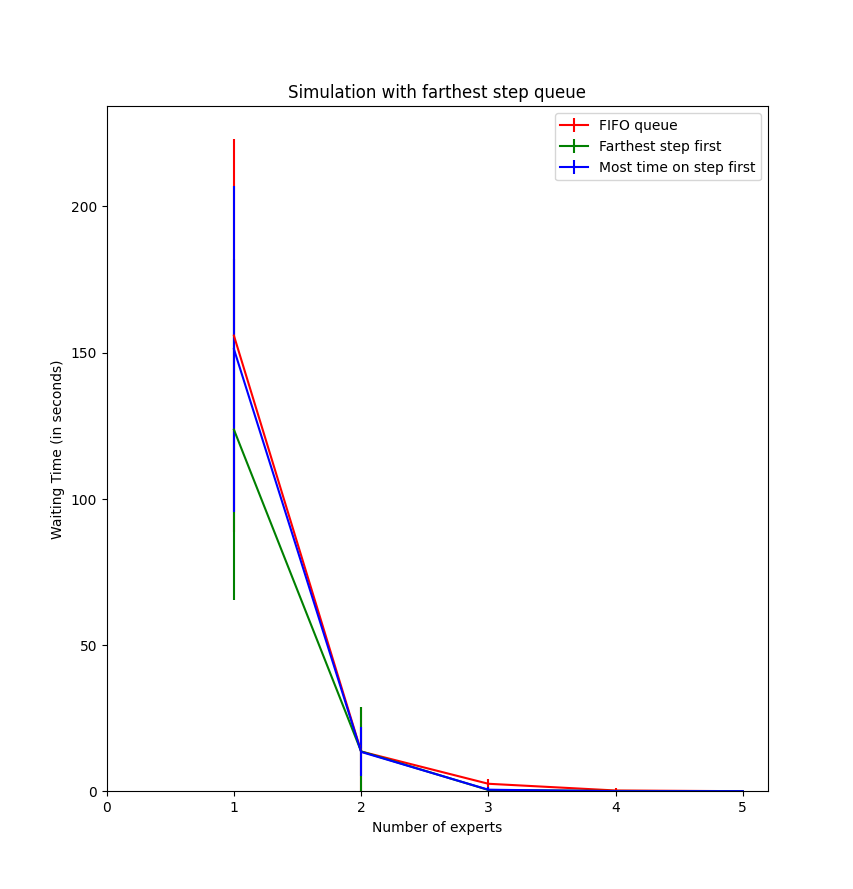 Simulation with farthest step queue
FIFO queue
Farthest step first
Most time on step first
Waiting Time (in seconds)
200
150
100
50
0
0 1 2 3 4 5
Number of experts